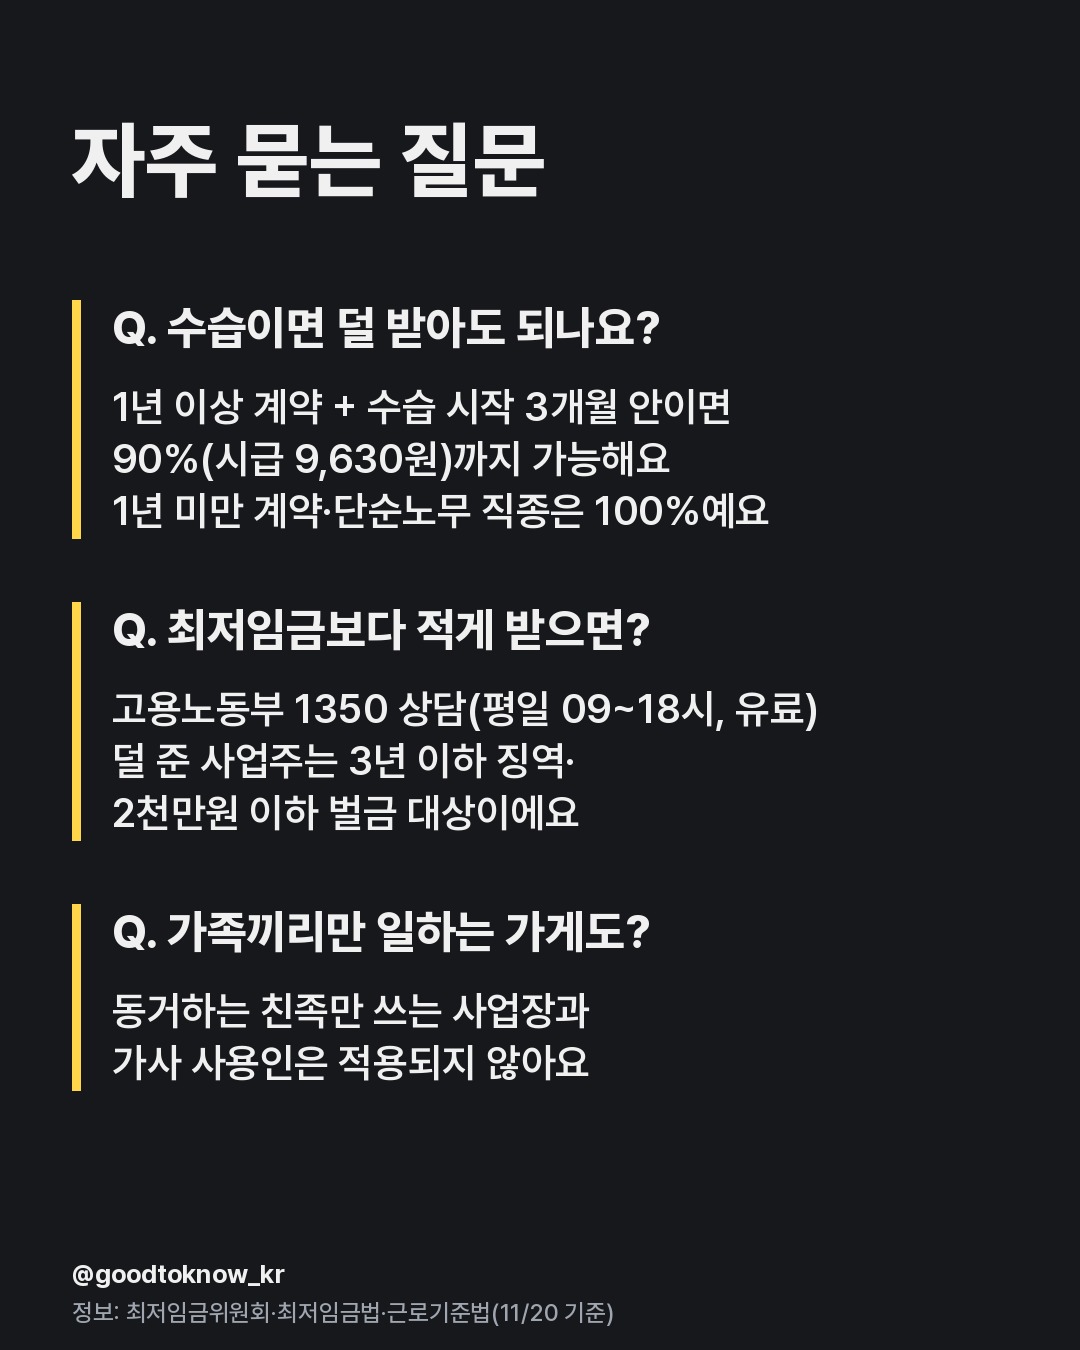 자주 묻는 질문
Q. 수습이면 덜 받아도 되나요?
1년 이상 계약 + 수습 시작 3개월 안이면
90%(시급 9,630원)까지 가능해요
1년 미만 계약·단순노무 직종은 100%예요
Q. 최저임금보다 적게 받으면?
고용노동부 1350 상담(평일 09~18시, 유료)
덜 준 사업주는 3년 이하 징역·
2천만원 이하 벌금 대상이에요
Q. 가족끼리만 일하는 가게도?
동거하는 친족만 쓰는 사업장과
가사 사용인은 적용되지 않아요
@goodtoknow_kr
정보: 최저임금위원회·최저임금법·근로기준법(11/20 기준)